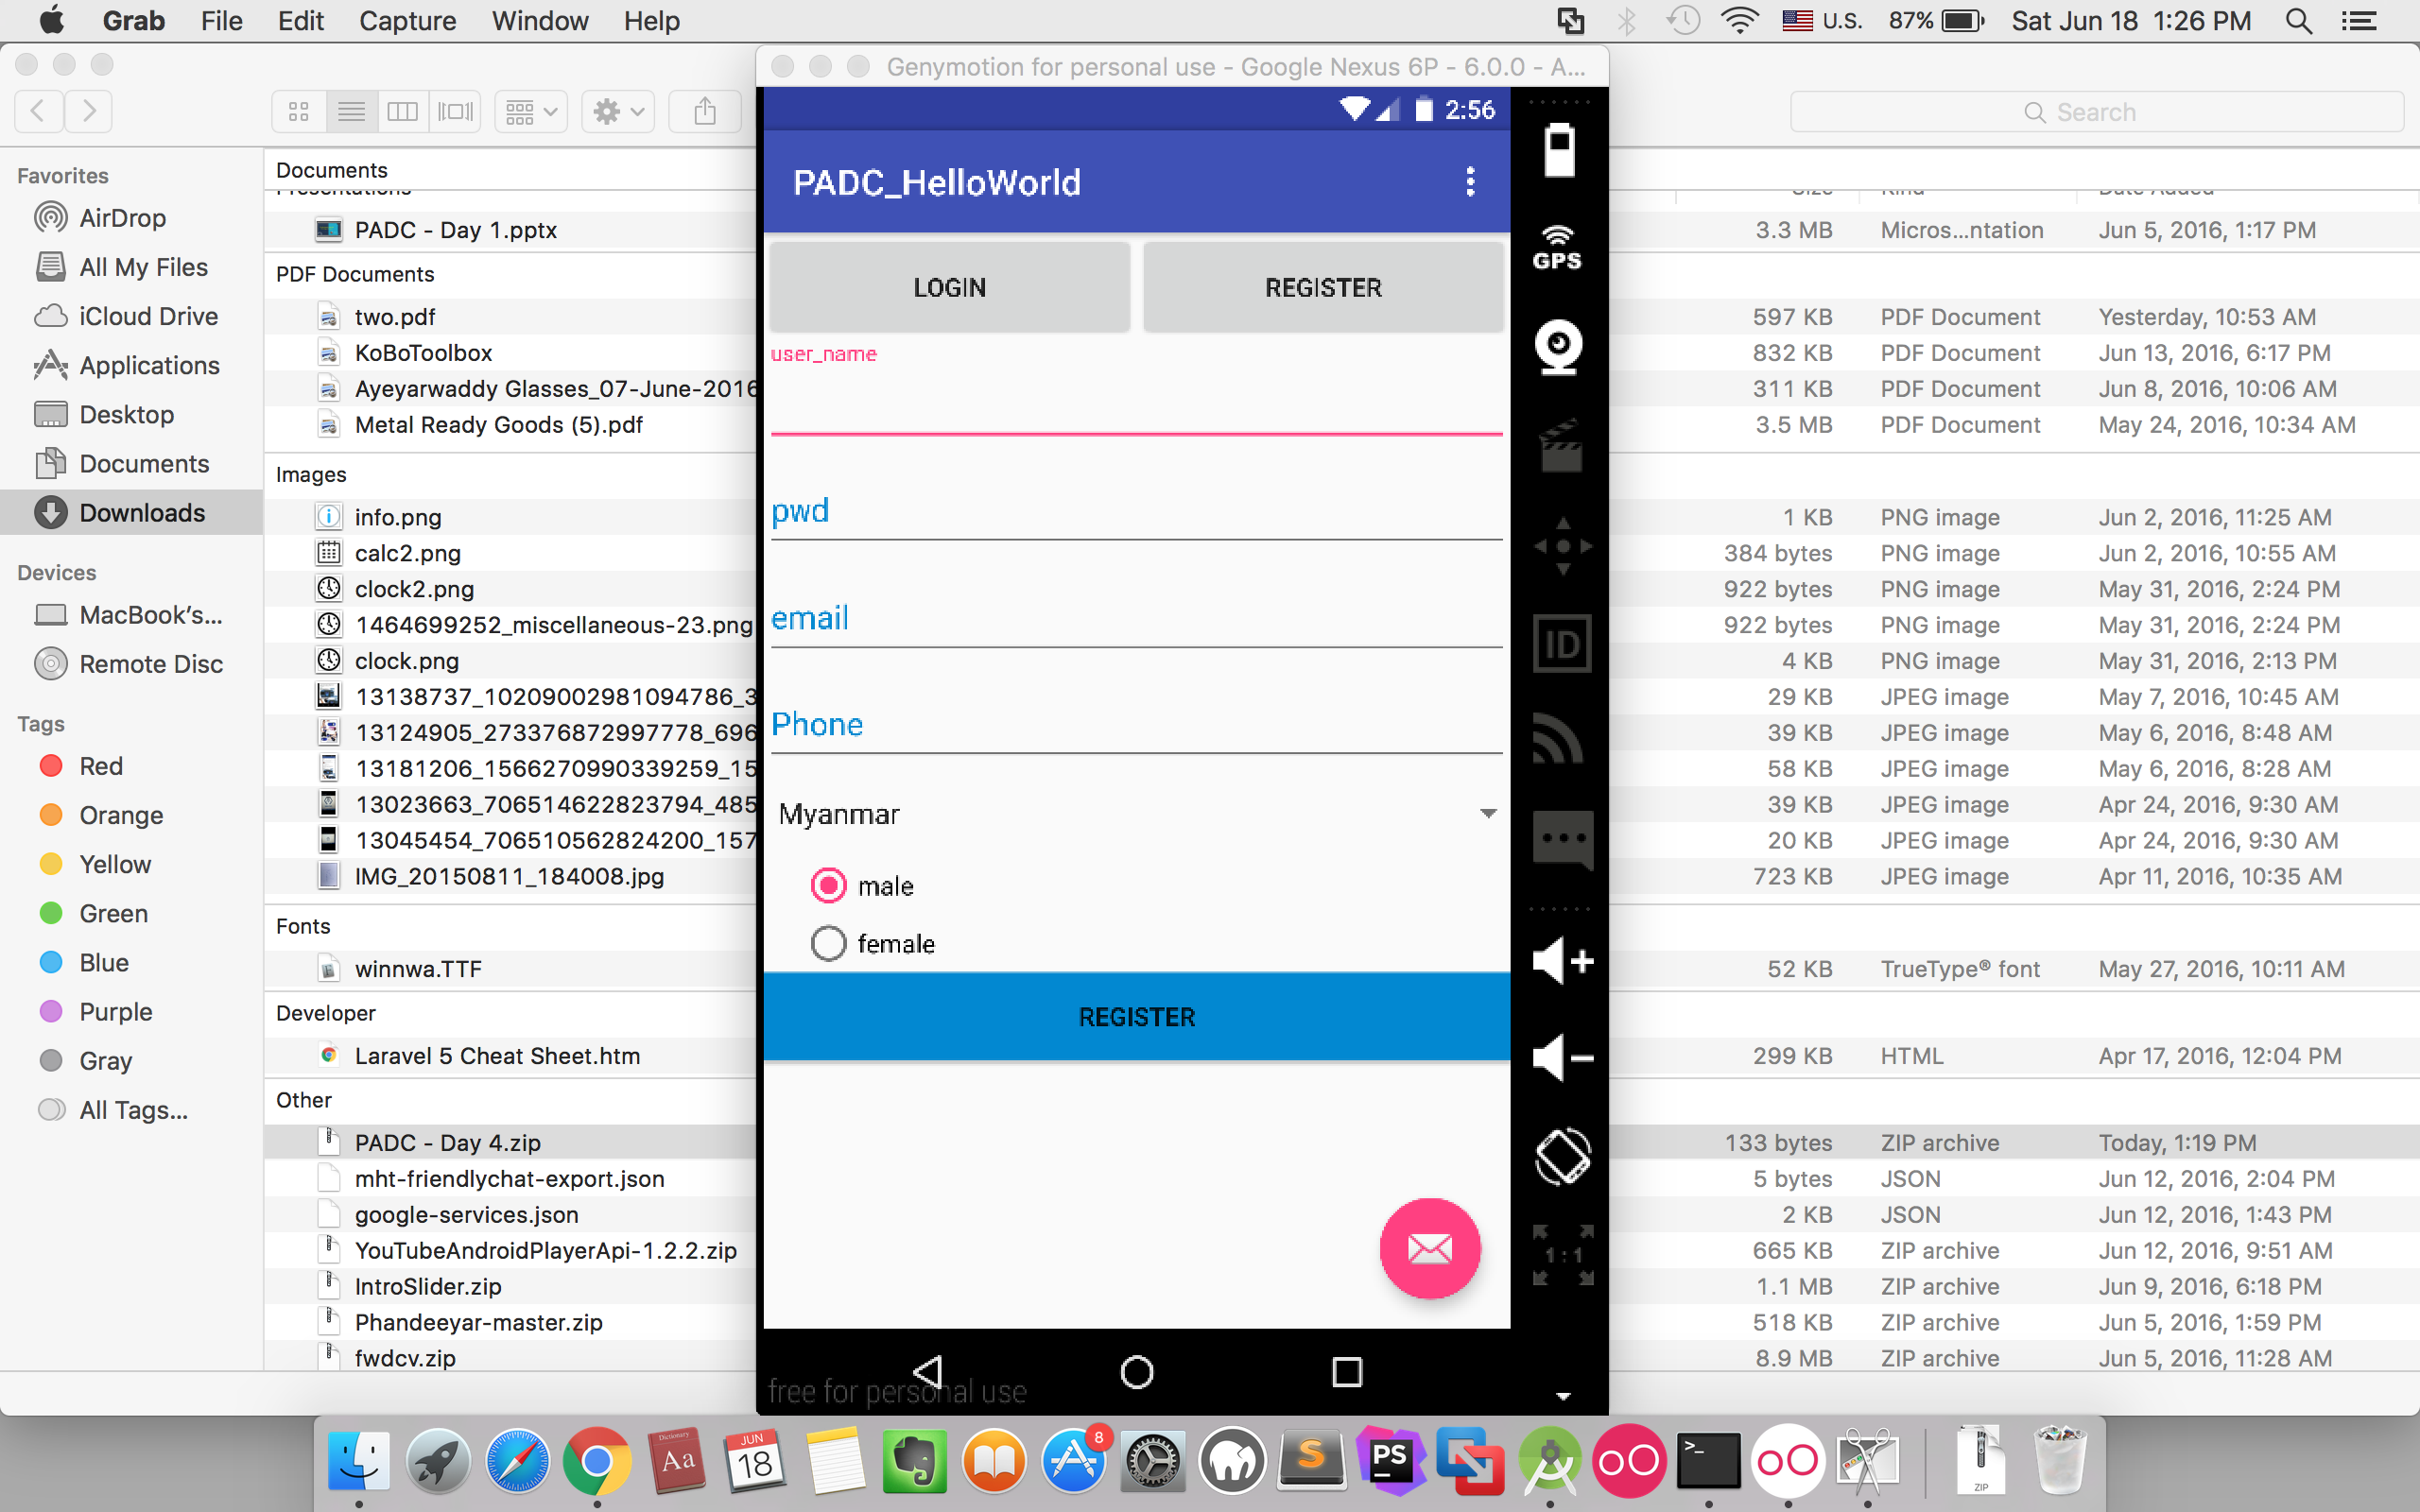 Grab File Edit Capture Window Help U.S. 87% Sat Jun 18 1:26 PM
Genymotion for personal use - Google Nexus 6P - 6.0.0 - A...
Search
Favorites
AirDrop
All My Files
iCloud Drive
Applications
Desktop
Documents
Downloads
Devices
MacBook’s...
Remote Disc
Tags
Red
Orange
Yellow
Green
Blue
Purple
Gray
All Tags...
Documents
Presentations Size Kind Date Added
PADC - Day 1.pptx 3.3 MB Micros...ntation Jun 5, 2016, 1:17 PM
PDF Documents
two.pdf 597 KB PDF Document Yesterday, 10:53 AM
KoBoToolbox 832 KB PDF Document Jun 13, 2016, 6:17 PM
Ayeyarwaddy Glasses_07-June-2016 311 KB PDF Document Jun 8, 2016, 10:06 AM
Metal Ready Goods (5).pdf 3.5 MB PDF Document May 24, 2016, 10:34 AM
Images
info.png 1 KB PNG image Jun 2, 2016, 11:25 AM
calc2.png 384 bytes PNG image Jun 2, 2016, 10:55 AM
clock2.png 922 bytes PNG image May 31, 2016, 2:24 PM
1464699252_miscellaneous-23.png 922 bytes PNG image May 31, 2016, 2:24 PM
clock.png 4 KB PNG image May 31, 2016, 2:13 PM
13138737_10209002981094786_3 29 KB JPEG image May 7, 2016, 10:45 AM
13124905_273376872997778_696 39 KB JPEG image May 6, 2016, 8:48 AM
13181206_1566270990339259_15 58 KB JPEG image May 6, 2016, 8:28 AM
13023663_706514622823794_485 39 KB JPEG image Apr 24, 2016, 9:30 AM
13045454_706510562824200_157 20 KB JPEG image Apr 24, 2016, 9:30 AM
IMG_20150811_184008.jpg 723 KB JPEG image Apr 11, 2016, 10:35 AM
Fonts
winnwa.TTF 52 KB TrueType® font May 27, 2016, 10:11 AM
Developer
Laravel 5 Cheat Sheet.htm 299 KB HTML Apr 17, 2016, 12:04 PM
Other
PADC - Day 4.zip 133 bytes ZIP archive Today, 1:19 PM
mht-friendlychat-export.json 5 bytes JSON Jun 12, 2016, 2:04 PM
google-services.json 2 KB JSON Jun 12, 2016, 1:43 PM
YouTubeAndroidPlayerApi-1.2.2.zip 665 KB ZIP archive Jun 12, 2016, 9:51 AM
IntroSlider.zip 1.1 MB ZIP archive Jun 9, 2016, 6:18 PM
Phandeeyar-master.zip 518 KB ZIP archive Jun 5, 2016, 1:59 PM
fwdcv.zip 8.9 MB ZIP archive Jun 5, 2016, 11:28 AM
2:56
PADC_HelloWorld
LOGIN REGISTER
user_name
pwd
email
Phone
Myanmar
male
female
REGISTER
free for personal use
GPS
ID
1:1
Dictionary
Aa
JUN
18
8
S
PS
>_
ZIP